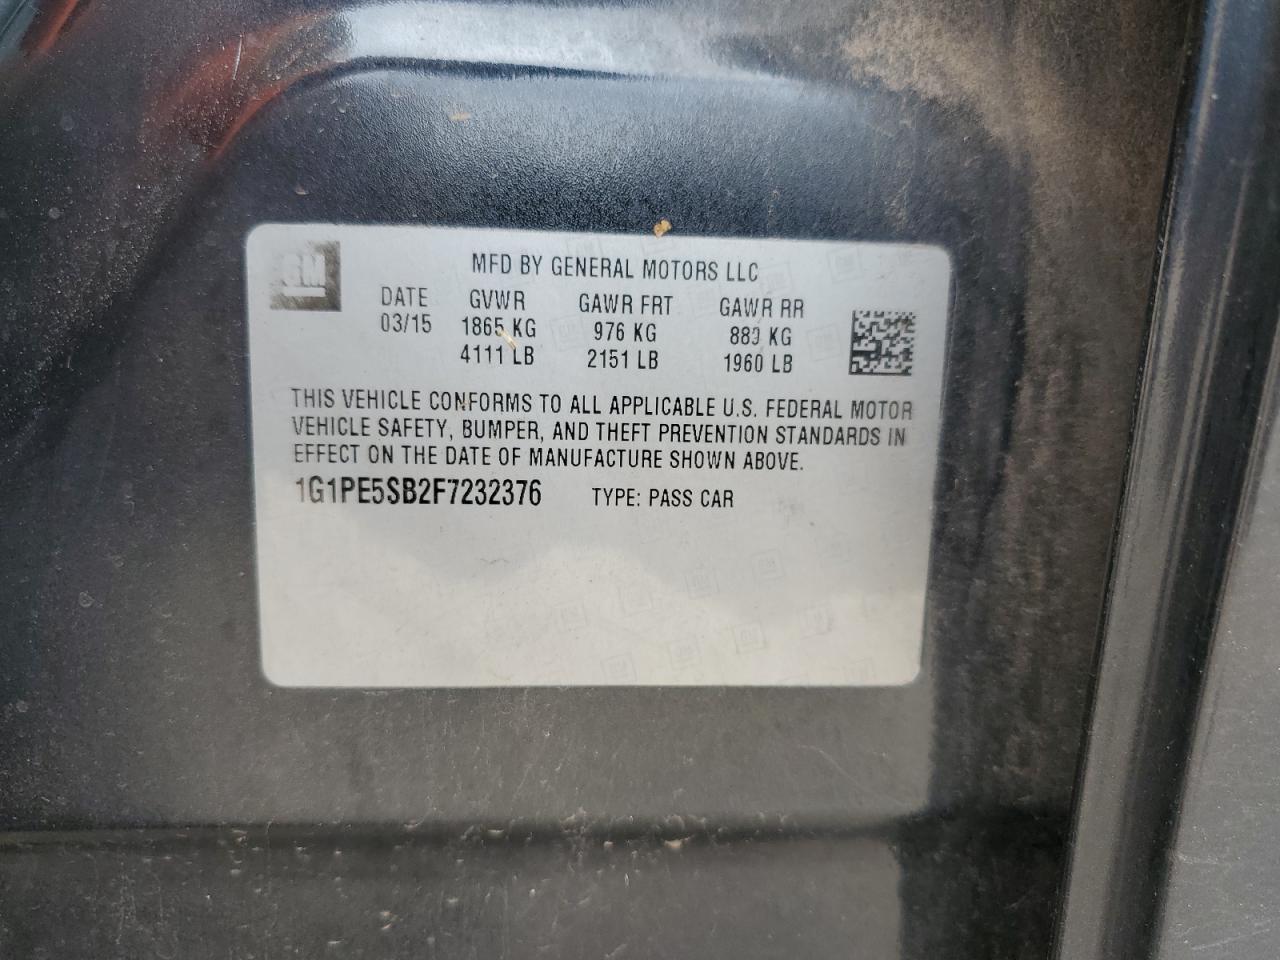 GM
MFD BY GENERAL MOTORS LLC
DATE GVWR GAWR FRT GAWR RR
03/15 1865 KG 976 KG 883 KG
4111 LB 2151 LB 1960 LB
THIS VEHICLE CONFORMS TO ALL APPLICABLE U.S. FEDERAL MOTOR
VEHICLE SAFETY, BUMPER, AND THEFT PREVENTION STANDARDS IN
EFFECT ON THE DATE OF MANUFACTURE SHOWN ABOVE.
1G1PE5SB2F7232376 TYPE: PASS CAR